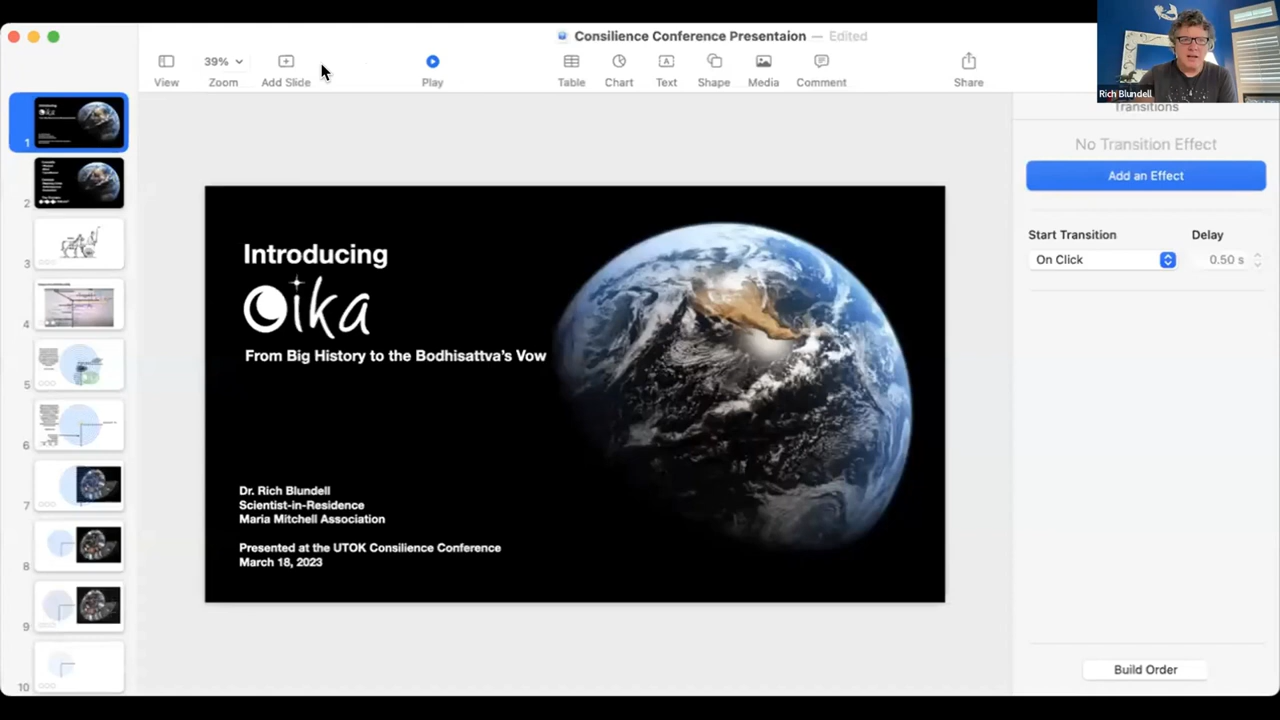 Consilience Conference Presentaion — Edited
39%
View
Zoom
Add Slide
Play
Table
Chart
Text
Shape
Media
Comment
Share
Rich Blundell
Transitions
No Transition Effect
Add an Effect
Start Transition
Delay
On Click
0.50 s
Build Order
1
2
3
4
5
6
7
8
9
10
Introducing
Oika
From Big History to the Bodhisattva's Vow
Dr. Rich Blundell
Scientist-in-Residence
Maria Mitchell Association
Presented at the UTOK Consilience Conference
March 18, 2023